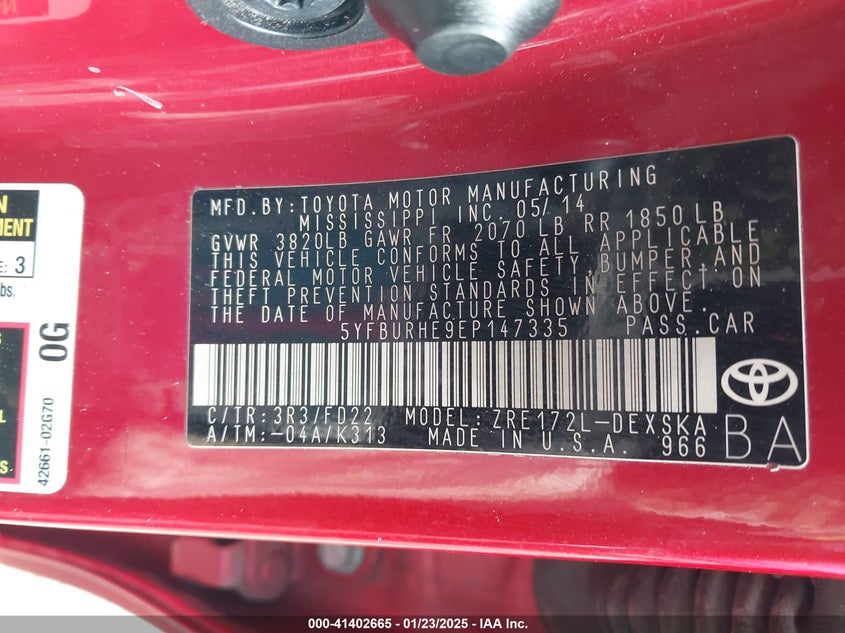 MFD.BY:TOYOTA MOTOR MANUFACTURING
MISSISSIPPI INC. 05/14
GVWR 3820LB GAWR FR 2070 LB RR 1850 LB
THIS VEHICLE CONFORMS TO ALL APPLICABLE
FEDERAL MOTOR VEHICLE SAFETY, BUMPER AND
THEFT PREVENTION STANDARDS IN EFFECT ON
THE DATE OF MANUFACTURE SHOWN ABOVE.
5YFBURHE9EP147335 PASS.CAR
C/TR:3R3/FD22 MODEL:ZRE172L-DEXSKA
A/TM:-04A/K313 MADE IN U.S.A. 966
BA
3
bs.
0G
42661-02G70
000-41402665 - 01/23/2025 - IAA Inc.